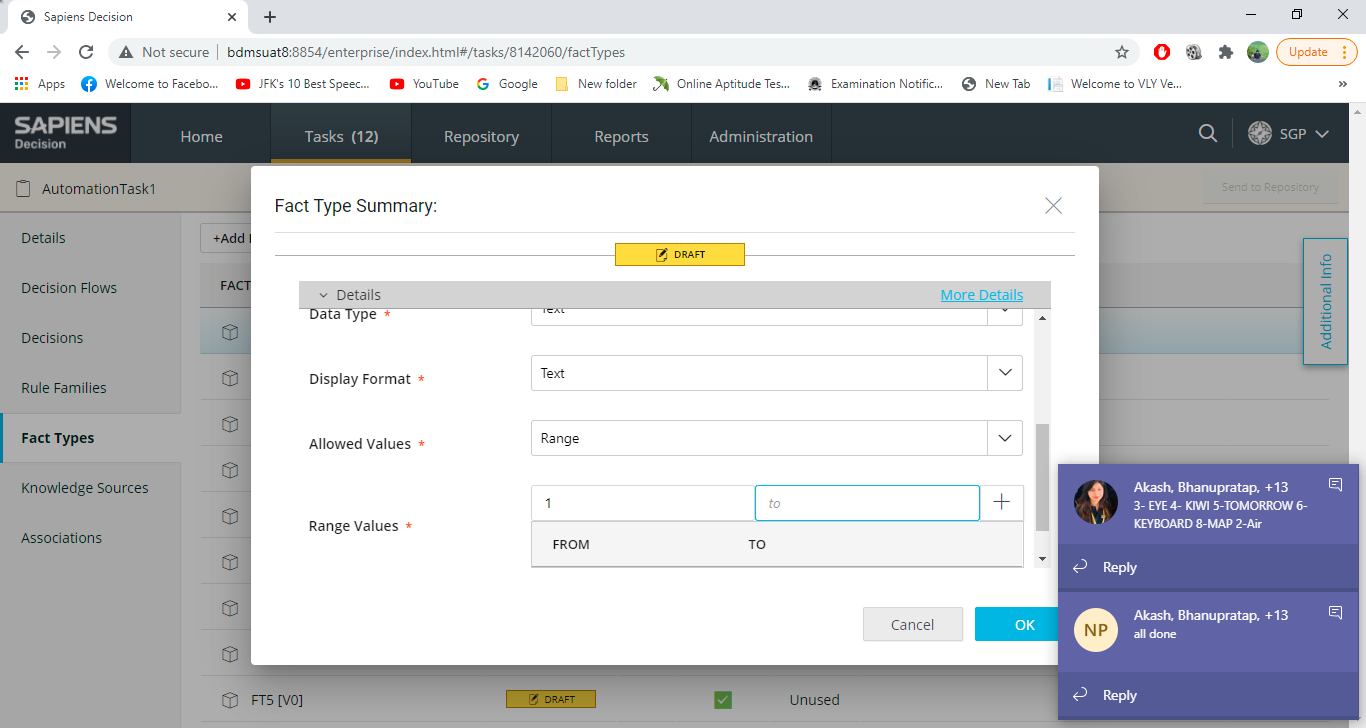 Sapiens Decision
Not secure
bdmsuat8:8854/enterprise/index.html#/tasks/8142060/factTypes
Update
Apps
Welcome to Facebo...
JFK's 10 Best Speec...
YouTube
Google
New folder
Online Aptitude Tes...
Examination Notific...
New Tab
Welcome to VLY Ve...
»
SAPIENS
Decision
Home
Tasks (12)
Repository
Reports
Administration
SGP
AutomationTask1
Send to Repository
Details
Decision Flows
Decisions
Rule Families
Fact Types
Knowledge Sources
Associations
+Add
FACT
Additional Info
Fact Type Summary:
DRAFT
Details
More Details
Data Type *
Text
Display Format *
Text
Allowed Values *
Range
Range Values *
1
to
FROM
TO
Cancel
OK
FT5 [V0]
DRAFT
Unused
Akash, Bhanupratap, +13
3- EYE 4- KIWI 5-TOMORROW 6-
KEYBOARD 8-MAP 2-Air
Reply
NP
Akash, Bhanupratap, +13
all done
Reply